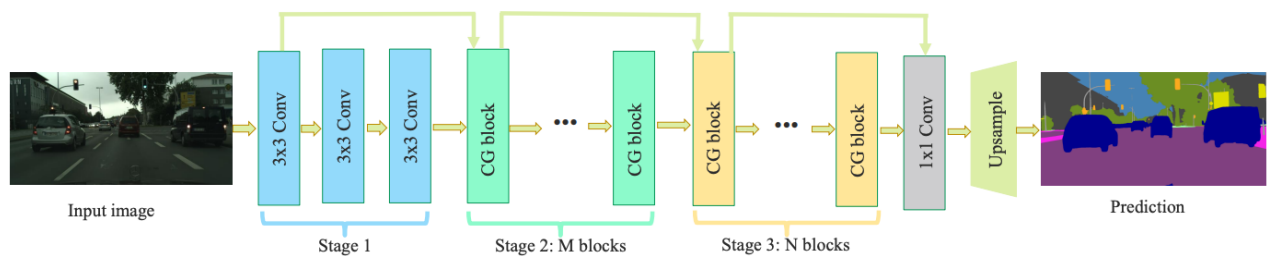 3x3 Conv
3x3 Conv
3x3 Conv
CG block
•••
CG block
CG block
•••
CG block
1x1 Conv
Upsample
Input image
Prediction
Stage 1
Stage 2: M blocks
Stage 3: N blocks